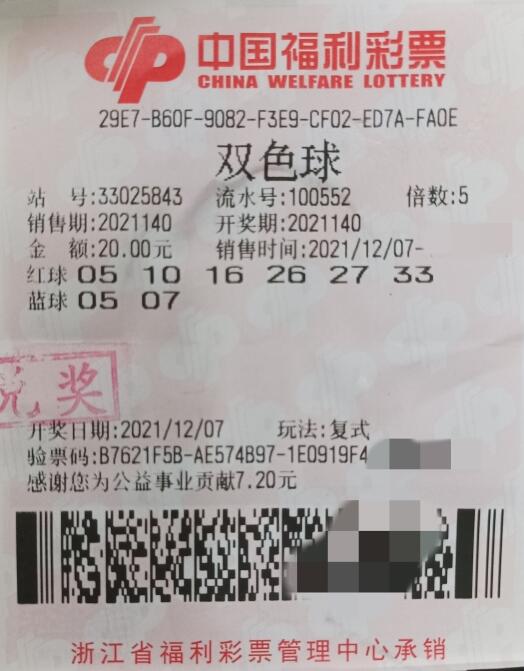 中国福利彩票
CHINA WELFARE LOTTERY
29E7-B60F-9082-F3E9-CF02-ED7A-FA0E
双色球
站 号:33025843 流水号:100552 倍数:5
销售期:2021140 开奖期:2021140
金 额:20.00元 销售时间:2021/12/07-
红球 05 10 16 26 27 33
蓝球 05 07
兑奖
开奖日期:2021/12/07 玩法:复式
验票码:B7621F5B-AE574B97-1E0919F4
感谢您为公益事业贡献7.20元
浙江省福利彩票管理中心承销